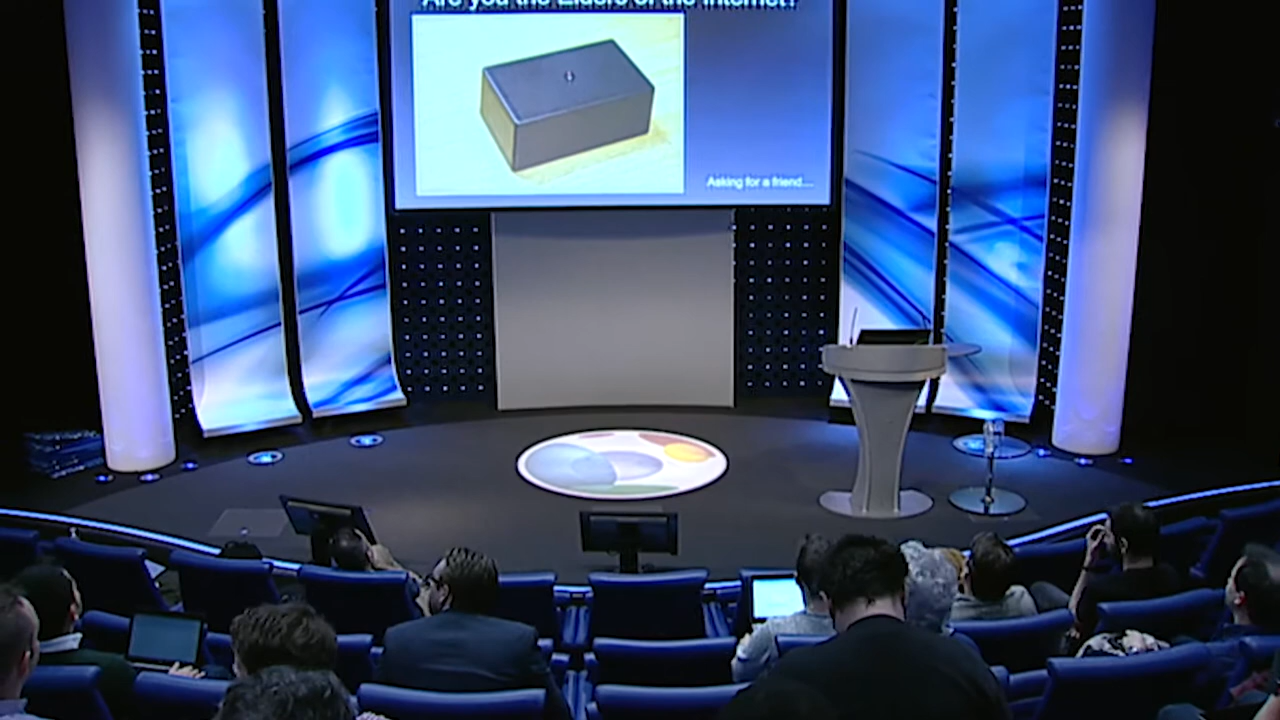 Are you the Elders of the Internet?
Asking for a friend....